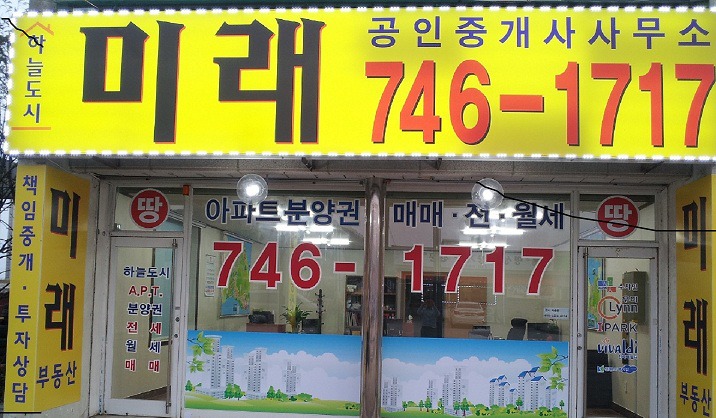 하늘도시
미래
공인중개사사무소
746-1717
책임중개·투자상담
미래
부동산
땅
아파트분양권
매매·전·월세
땅
746-1717
하늘도시
A.P.T.
분양권
전세
월세
매매
Lynn
IPARK
vivaldi
미래
부동산